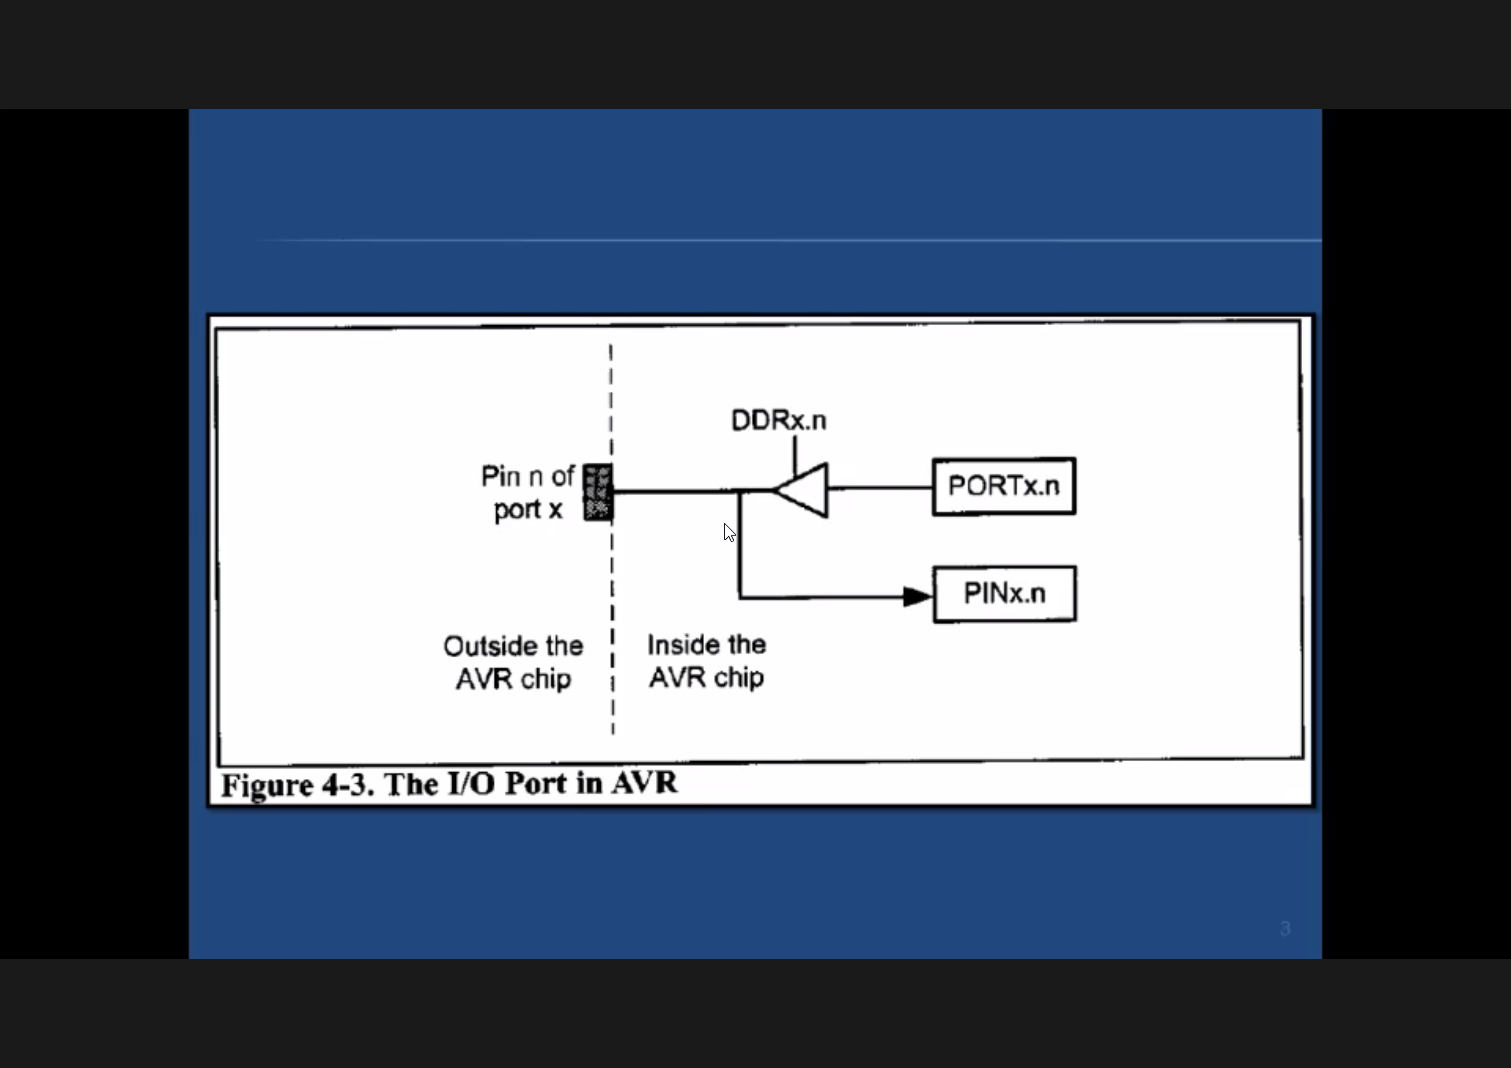 DDRx.n
Pin n of
port x
PORTx.n
PINx.n
Outside the
AVR chip
Inside the
AVR chip
Figure 4-3. The I/O Port in AVR
3